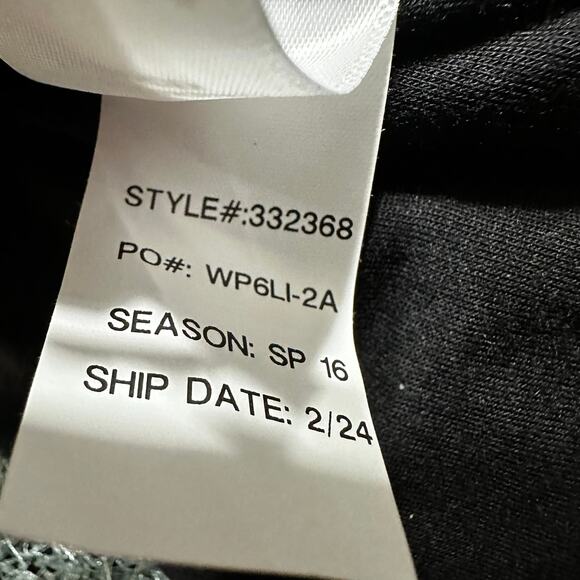 STYLE#:332368
PO#: WP6LI-2A
SEASON: SP 16
SHIP DATE: 2/24